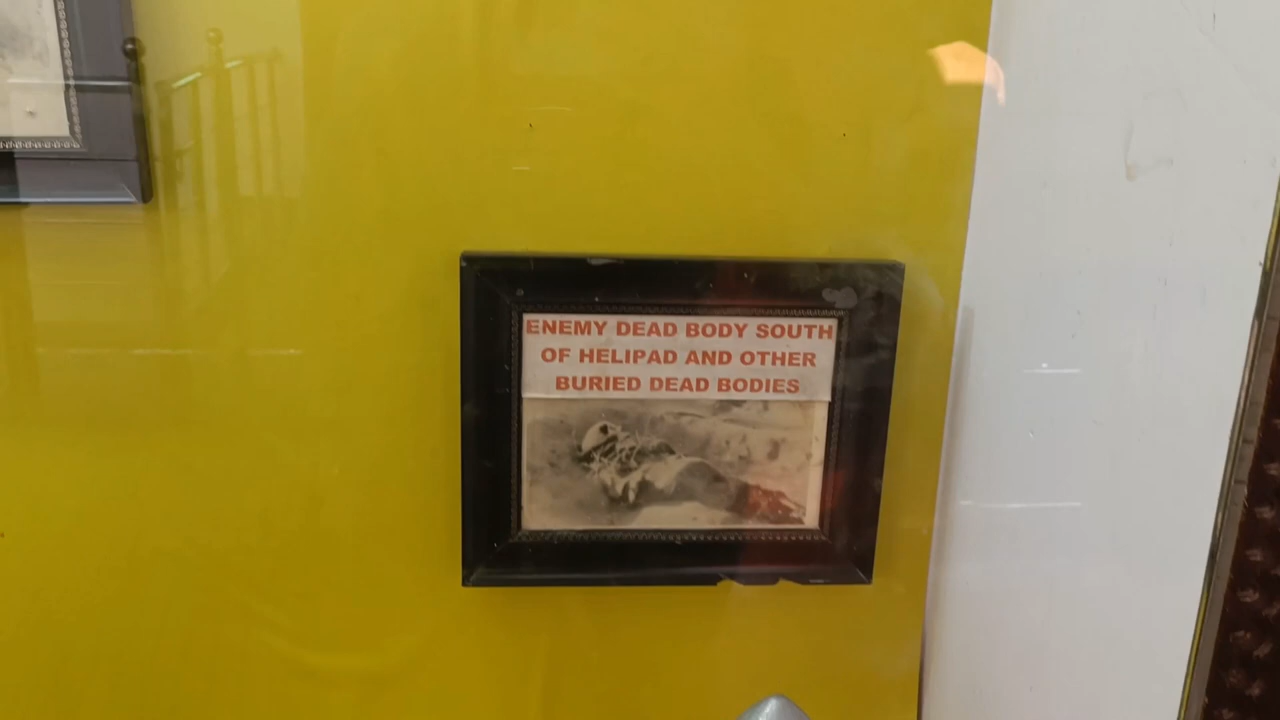 ENEMY DEAD BODY SOUTH
OF HELIPAD AND OTHER
BURIED DEAD BODIES